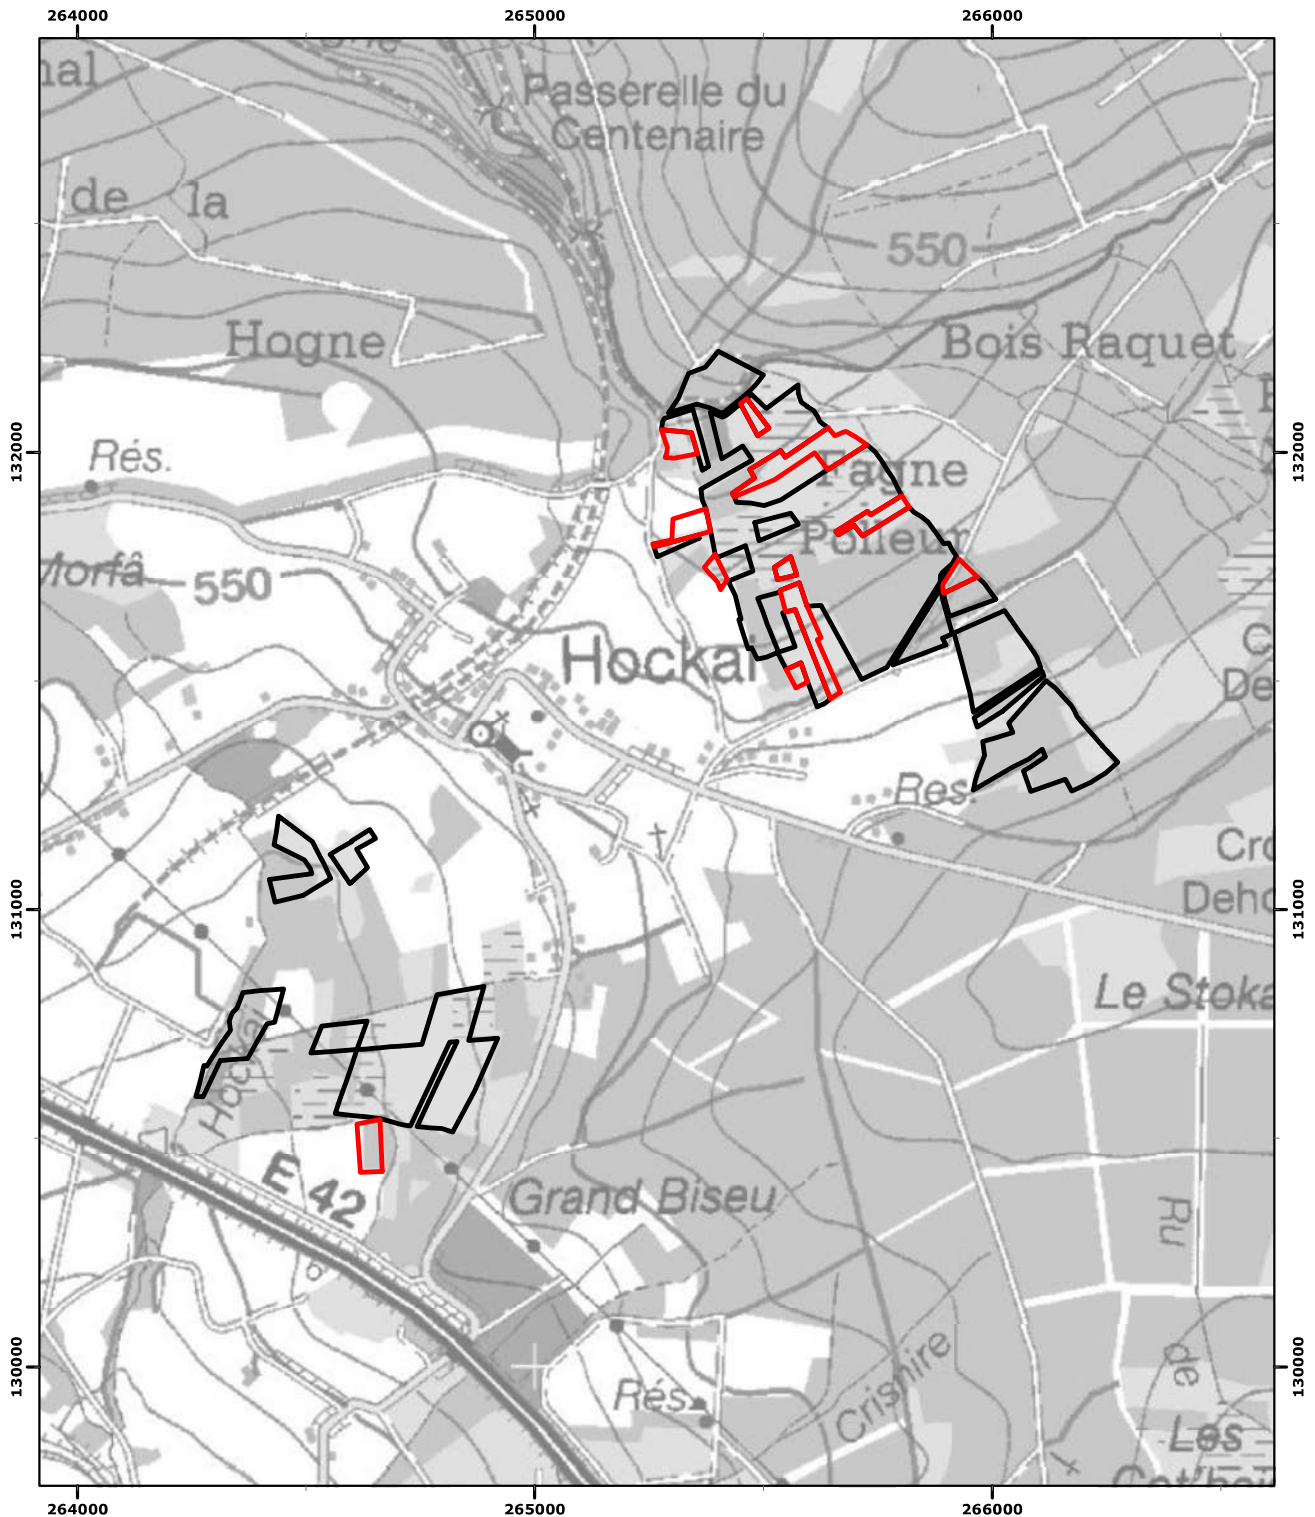 264000 265000 266000
Passerelle du
Centenaire
de la
550
Hogne
Bois Raquet
132000
132000
Rés.
Fagne
Polleur
550
Hockai
De
Res.
131000
131000
Le Stoka
E 42
Grand Biseu
Ru
130000
130000
de
Rés.
Crisnire
Les
264000 265000 266000